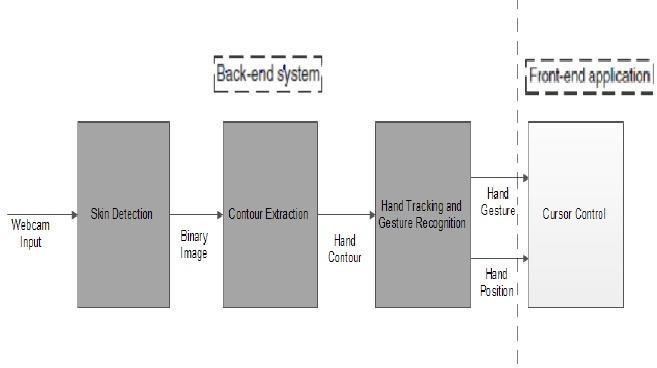 Back-end system
Front-end application
Webcam
Input
Skin Detection
Binary
Image
Contour Extraction
Hand
Contour
Hand Tracking and
Gesture Recognition
Hand
Gesture
Hand
Position
Cursor Control